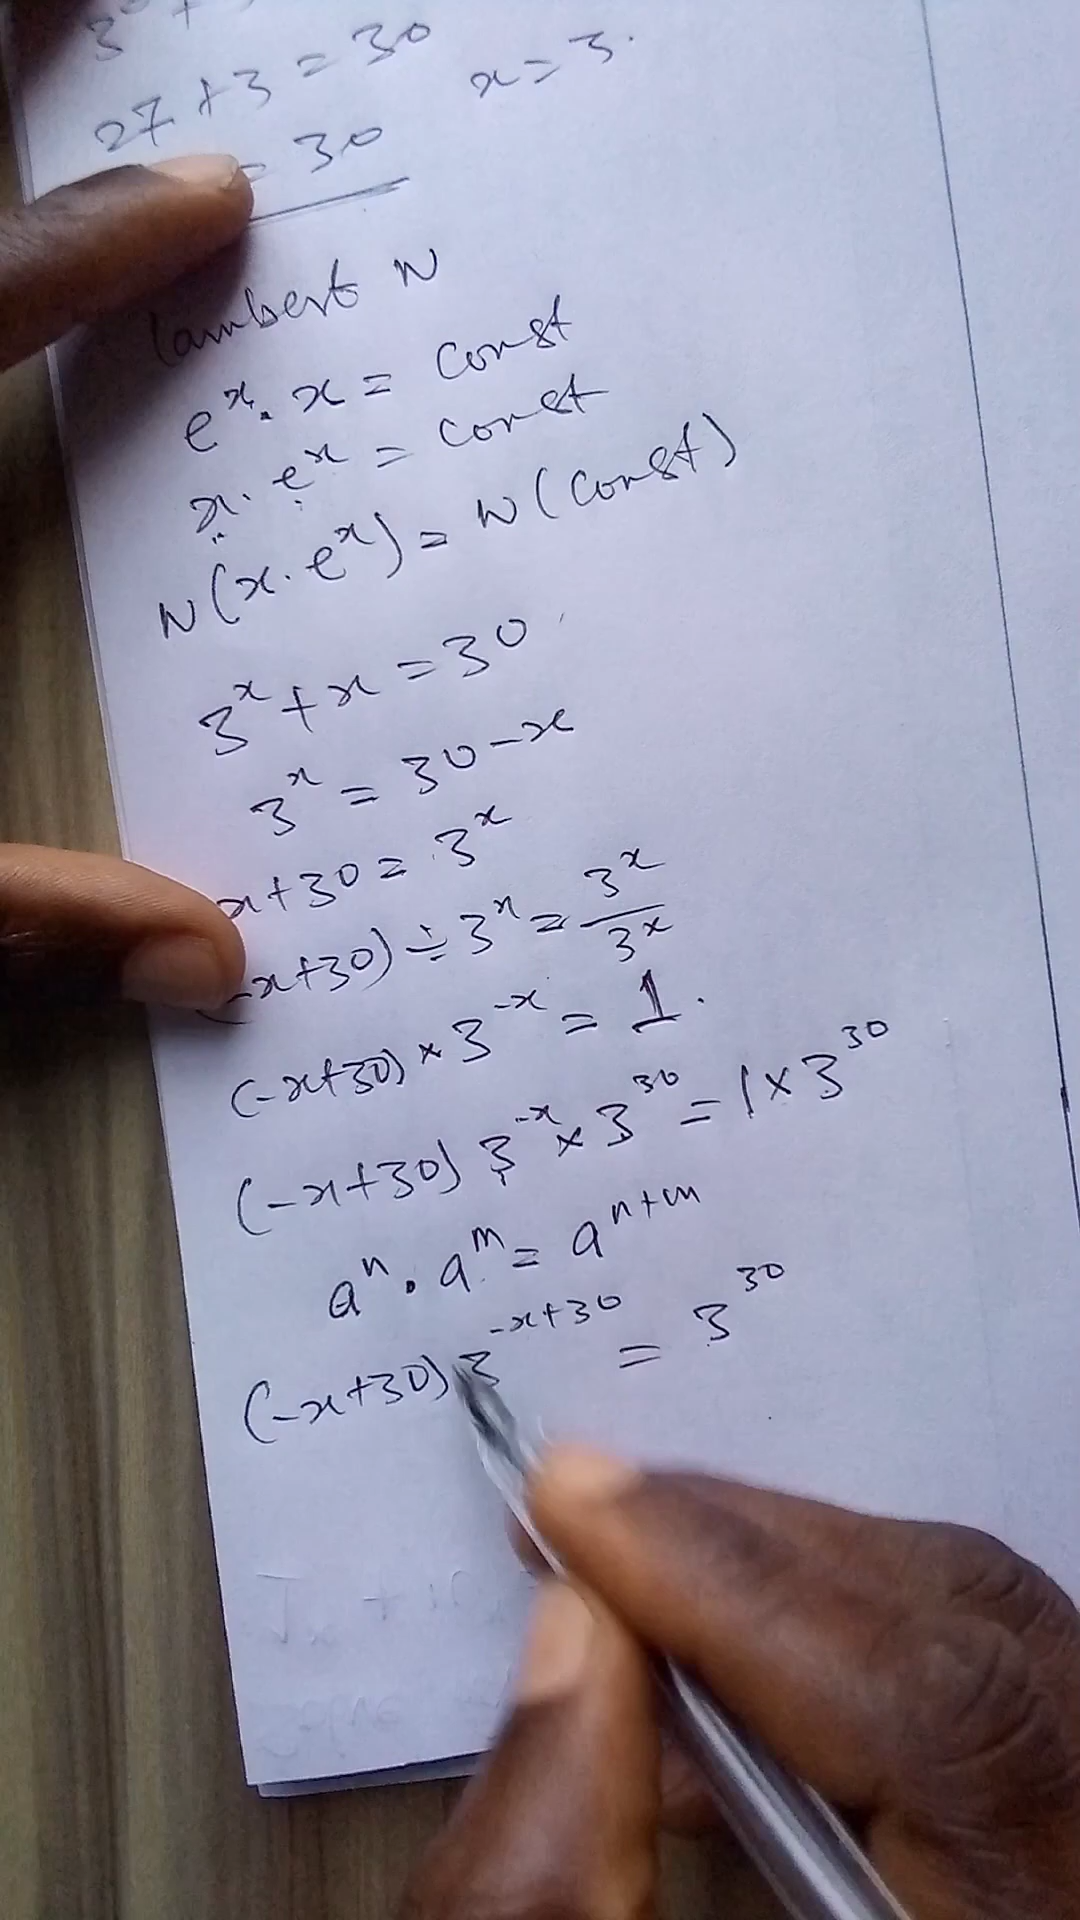 27 + 3 = 30
x = 3.
= 30
lambert W
e^x . x = const
x . e^x = const
W(x . e^x) = W(const)
3^x + x = 30
3^x = 30 - x
x + 30 = 3^x
(-x+30) ÷ 3^x = 3^x / 3^x
(-x+30) × 3^-x = 1.
(-x+30) 3^-x × 3^30 = 1 × 3^30
a^n . a^m = a^n+m
(-x+30) 3^-x+30 = 3^30